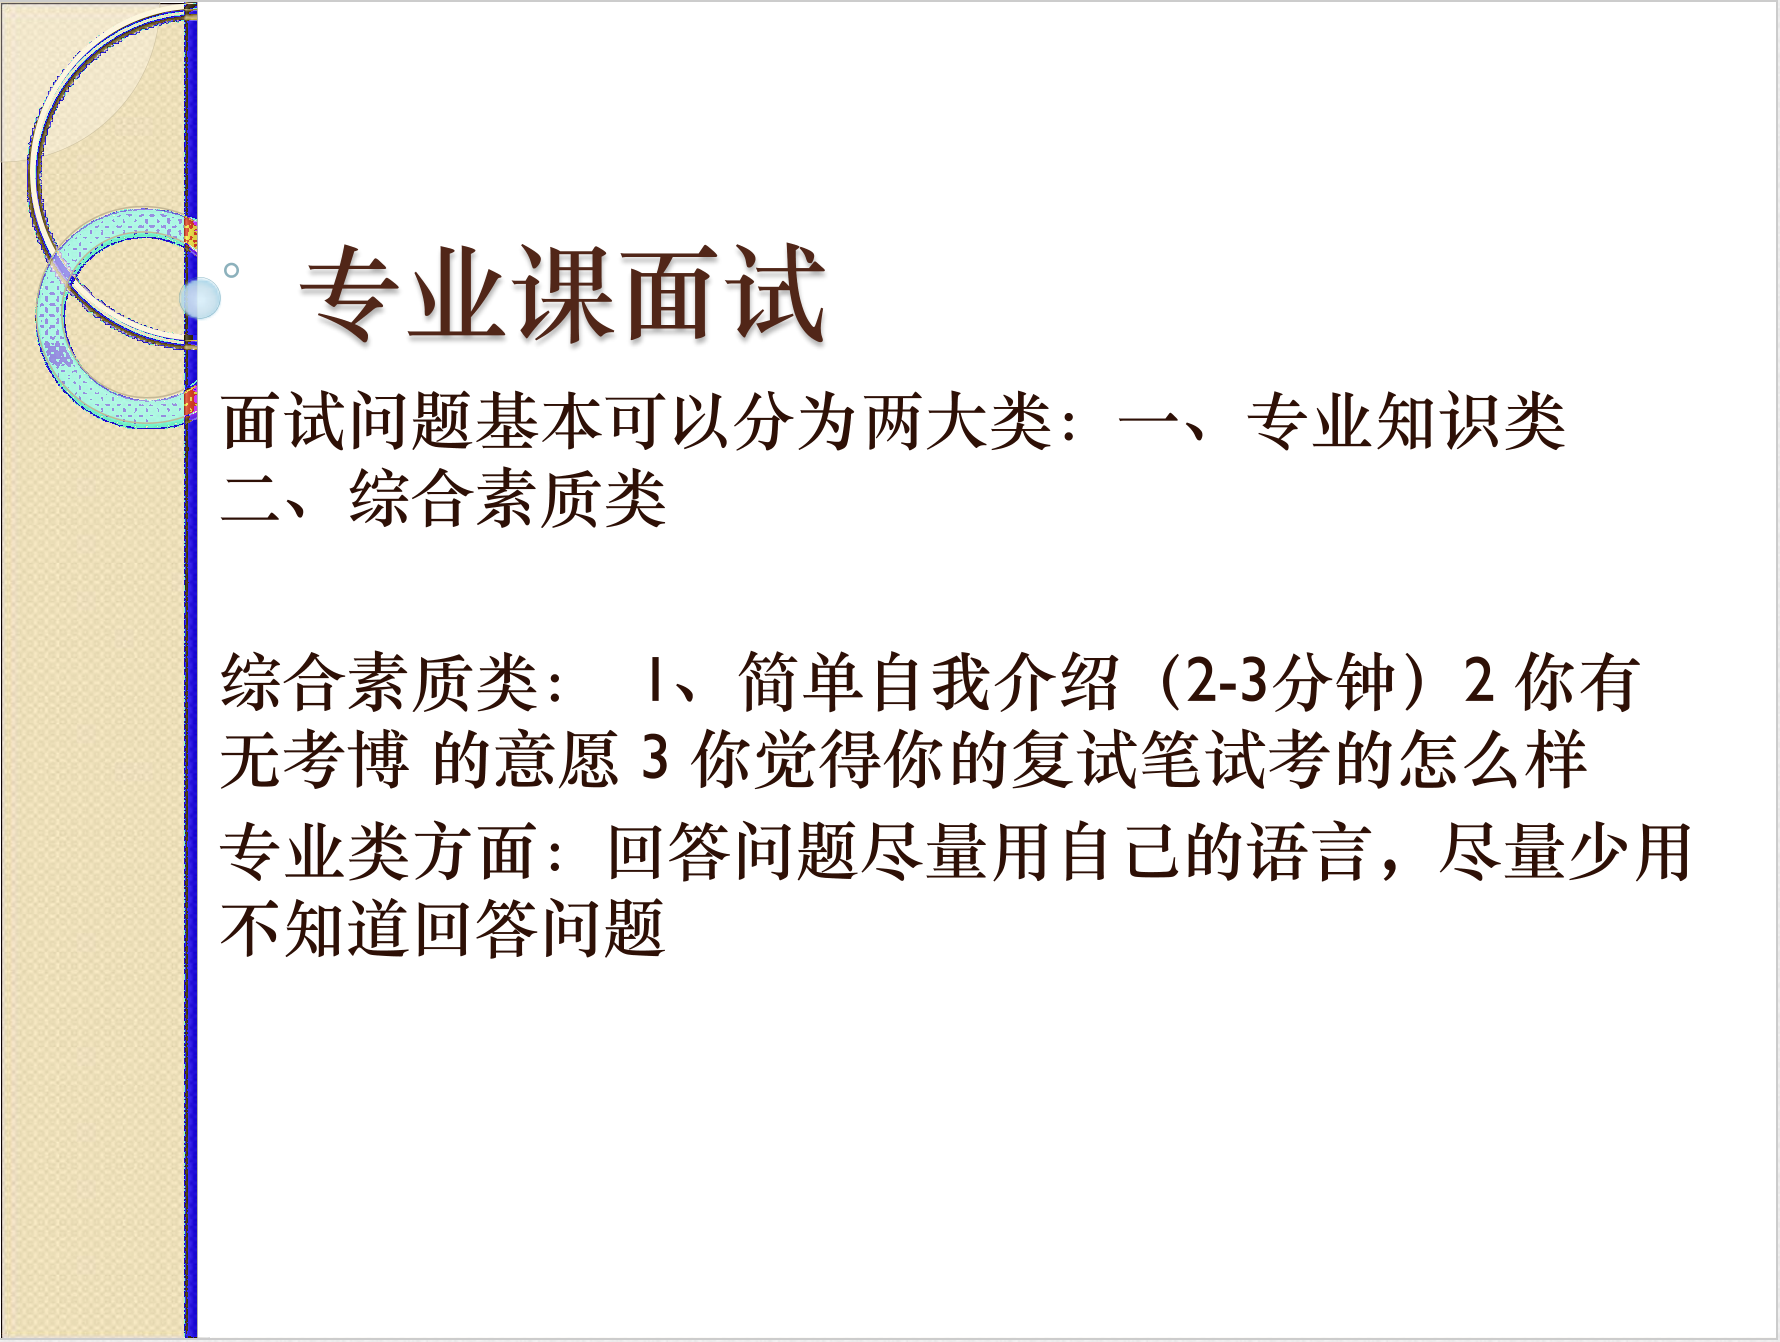 专业课面试
面试问题基本可以分为两大类：一、专业知识类
二、综合素质类
综合素质类： 1、简单自我介绍（2-3分钟）2 你有
无考博 的意愿 3 你觉得你的复试笔试考的怎么样
专业类方面：回答问题尽量用自己的语言，尽量少用
不知道回答问题